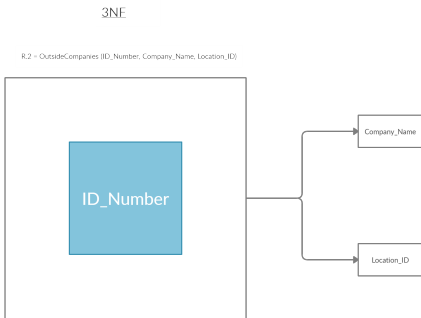 3NF
R.2 = OutsideCompanies (ID_Number, Company_Name, Location_ID)
Company_Name
ID_Number
Location_ID